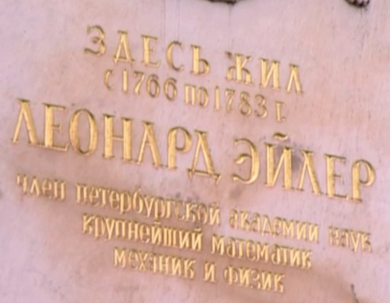 ЗДЕСЬ ЖИЛ
с 1766 по 1783 г.
ЛЕОНАРД ЭЙЛЕР
член петербургской академии наук
крупнейший математик
механик и физик